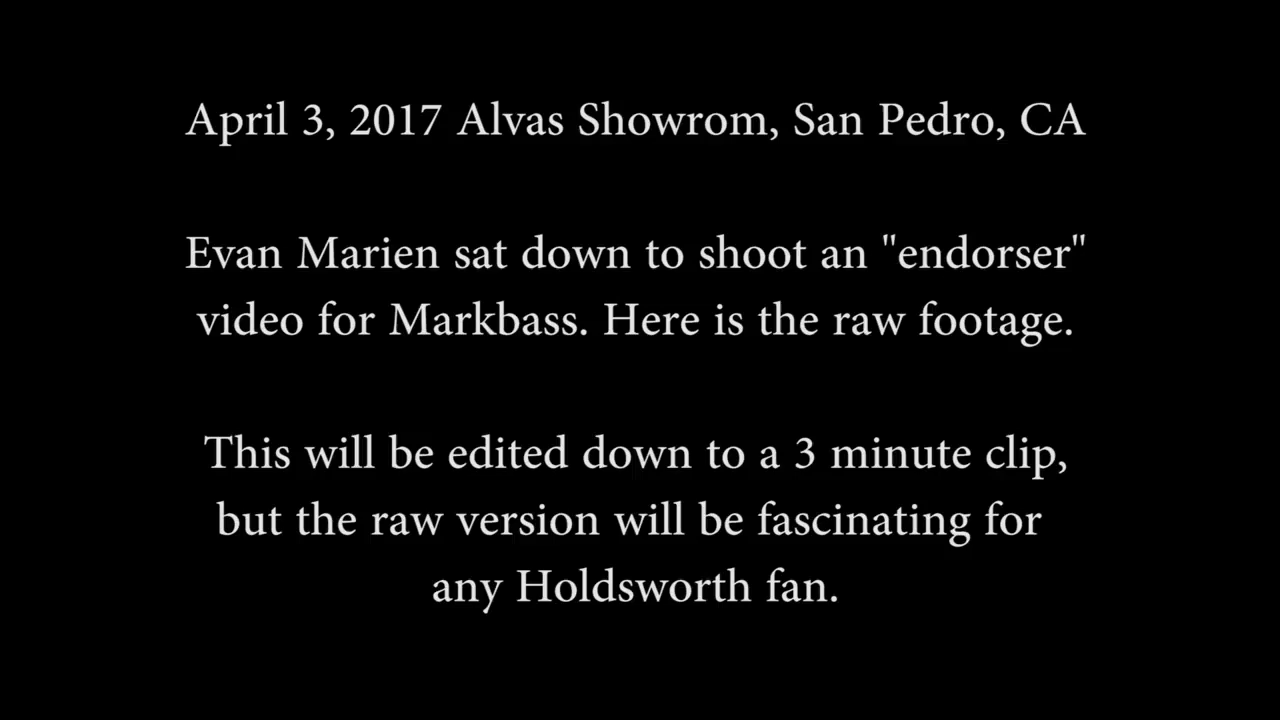 April 3, 2017 Alvas Showrom, San Pedro, CA
Evan Marien sat down to shoot an "endorser"
video for Markbass. Here is the raw footage.
This will be edited down to a 3 minute clip,
but the raw version will be fascinating for
any Holdsworth fan.